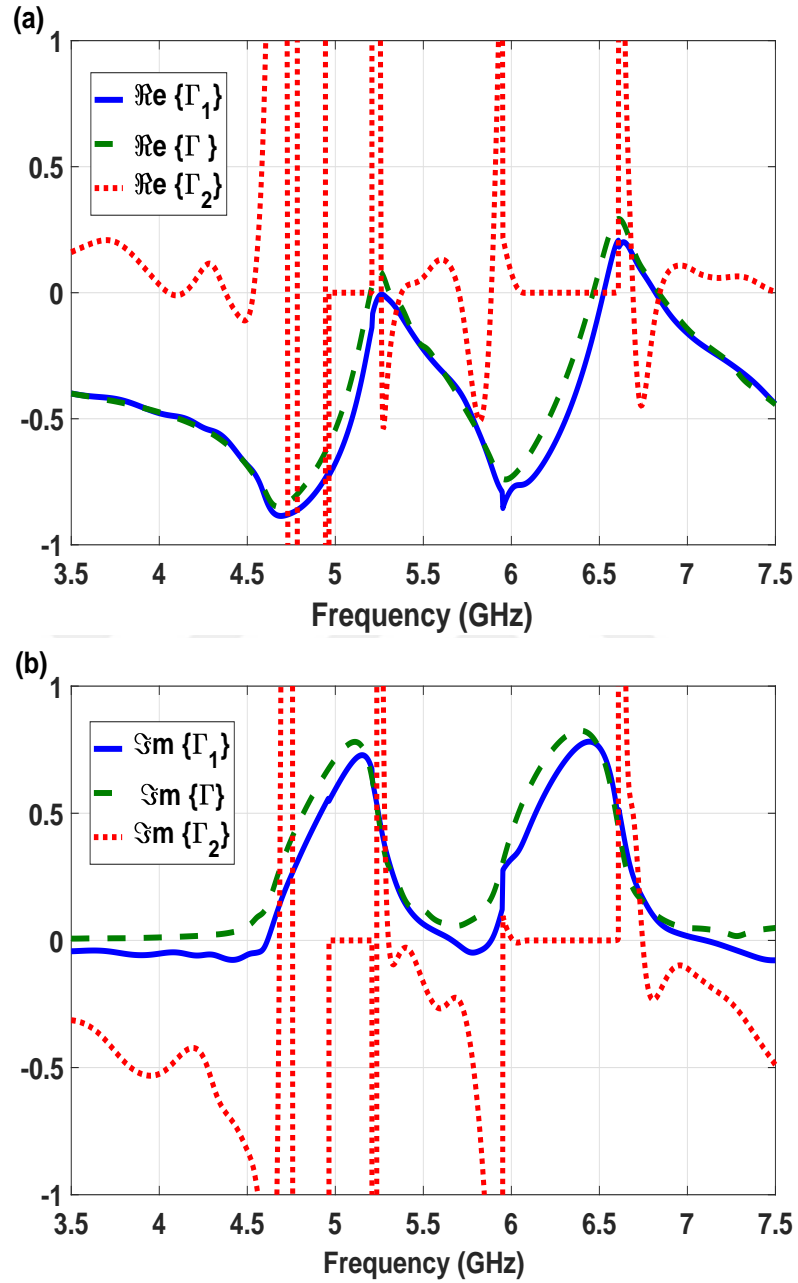 (a)
1
0.5
0
-0.5
-1
ℜe {Γ₁}
ℜe {Γ }
ℜe {Γ₂}
3.5 4 4.5 5 5.5 6 6.5 7 7.5
Frequency (GHz)
(b)
1
0.5
0
-0.5
-1
ℑm {Γ₁}
ℑm {Γ}
ℑm {Γ₂}
3.5 4 4.5 5 5.5 6 6.5 7 7.5
Frequency (GHz)